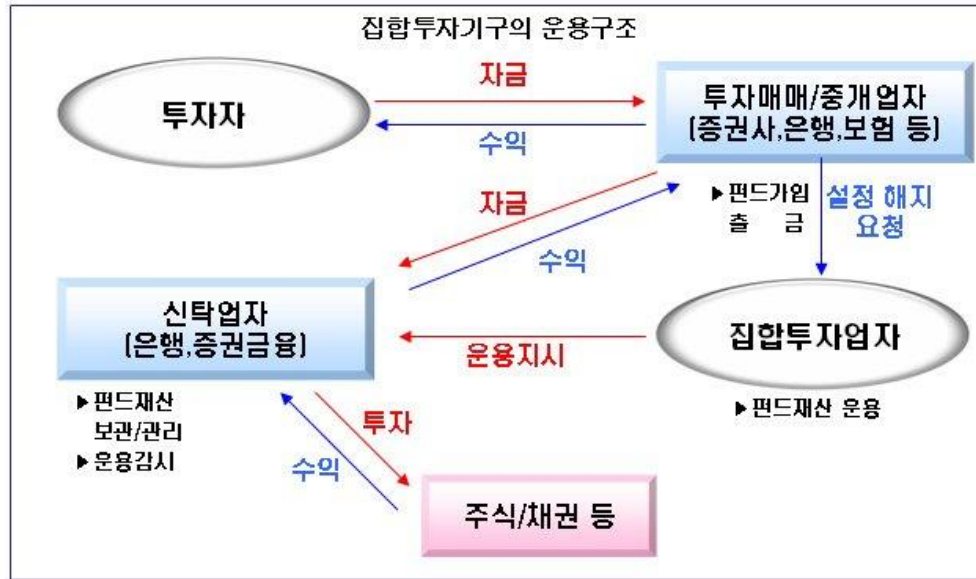 집합투자기구의 운용구조
투자자
자금
수익
투자매매/중개업자
(증권사,은행,보험 등)
▶펀드가입
출 금
설정 해지
요청
자금
수익
신탁업자
(은행,증권금융)
▶펀드재산
보관/관리
▶운용감시
운용지시
집합투자업자
▶펀드재산 운용
투자
수익
주식/채권 등